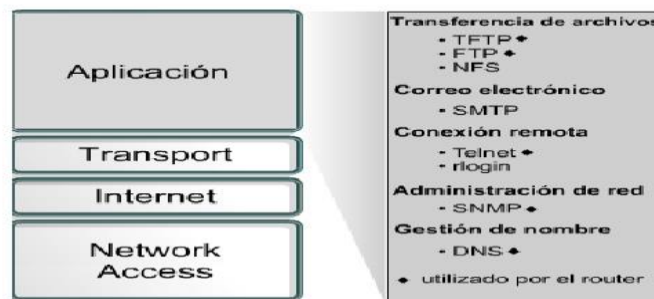 Aplicación
Transport
Internet
Network
Access
Transferencia de archivos
- TFTP ◆
- FTP ◆
- NFS
Correo electrónico
- SMTP
Conexión remota
- Telnet ◆
- rlogin
Administración de red
- SNMP ◆
Gestión de nombre
- DNS ◆
◆ utilizado por el router